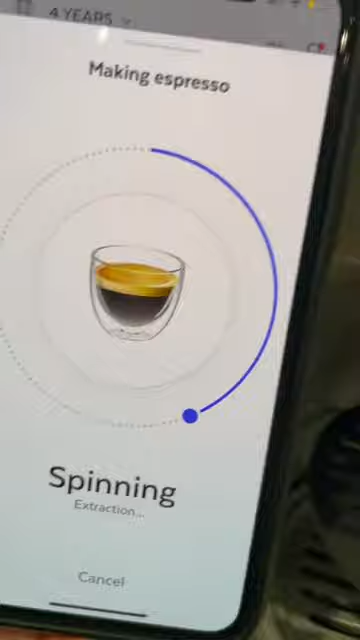 4 YEARS
Making espresso
Spinning
Extraction...
Cancel